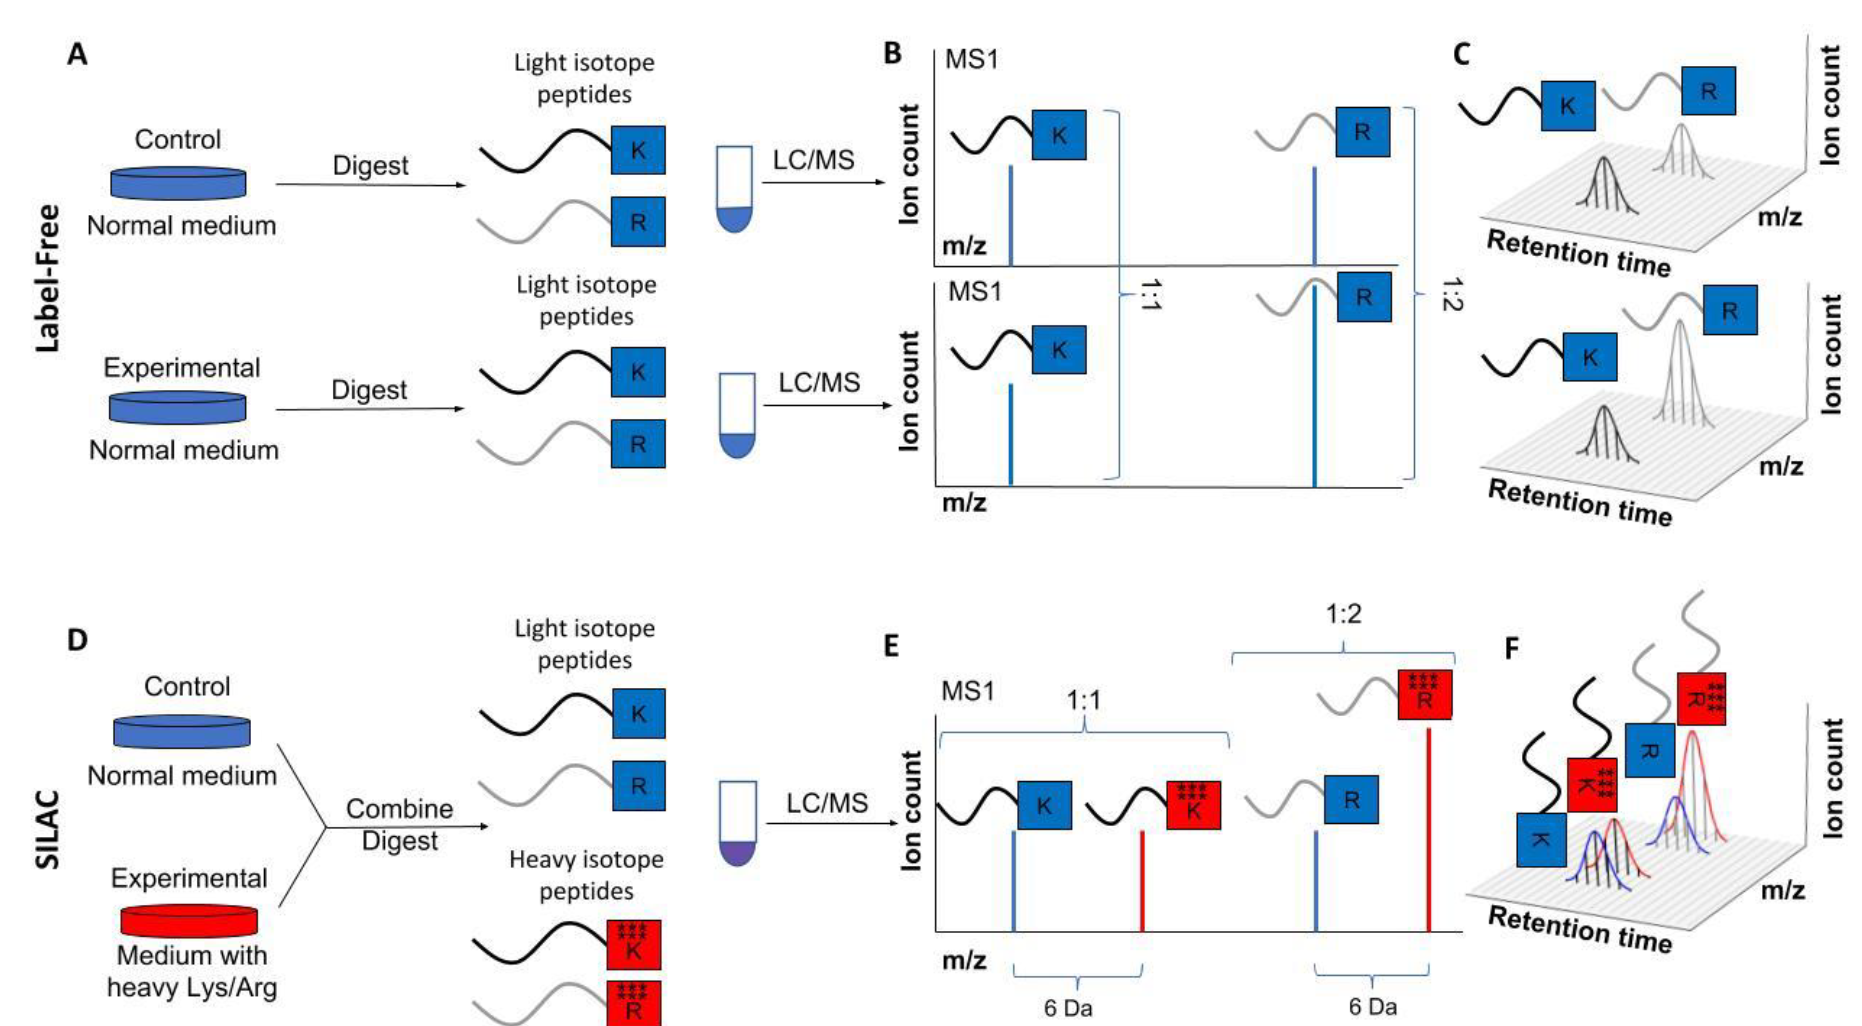 Label-Free
A
Control
Normal medium
Digest
Light isotope
peptides
K
R
LC/MS
Experimental
Normal medium
Digest
Light isotope
peptides
K
R
LC/MS
B
MS1
Ion count
m/z
K
R
MS1
Ion count
m/z
K
R
1:1
1:2
C
K
R
Ion count
m/z
Retention time
K
R
Ion count
m/z
Retention time
SILAC
D
Control
Normal medium
Experimental
Medium with
heavy Lys/Arg
Combine
Digest
Light isotope
peptides
K
R
Heavy isotope
peptides
******
K
******
R
LC/MS
E
MS1
Ion count
m/z
1:1
1:2
K
******
K
R
******
R
6 Da
6 Da
F
K
******
K
R
******
R
Ion count
m/z
Retention time